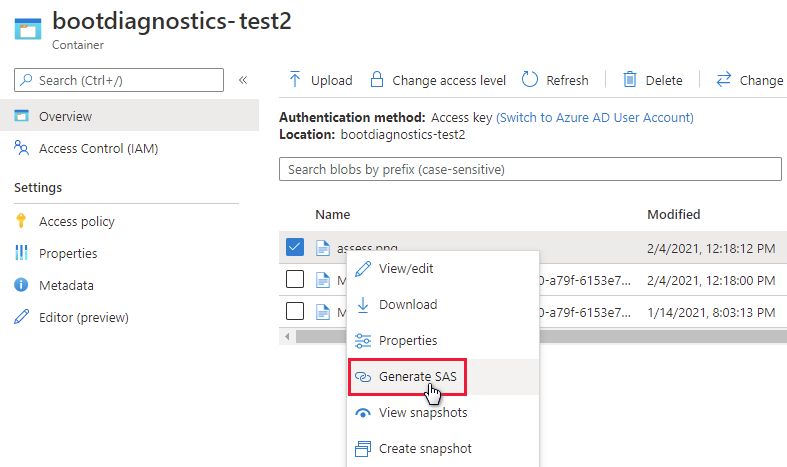 bootdiagnostics-test2
Container
Search (Ctrl+/)
«
Overview
Access Control (IAM)
Settings
Access policy
Properties
Metadata
Editor (preview)
Upload
Change access level
Refresh
Delete
Change
Authentication method: Access key (Switch to Azure AD User Account)
Location: bootdiagnostics-test2
Search blobs by prefix (case-sensitive)
Name Modified
assess.png 2/4/2021, 12:18:12 PM
M 0-a79f-6153e7... 2/4/2021, 12:18:00 PM
M 0-a79f-6153e7... 1/14/2021, 8:03:13 PM
View/edit
Download
Properties
Generate SAS
View snapshots
Create snapshot